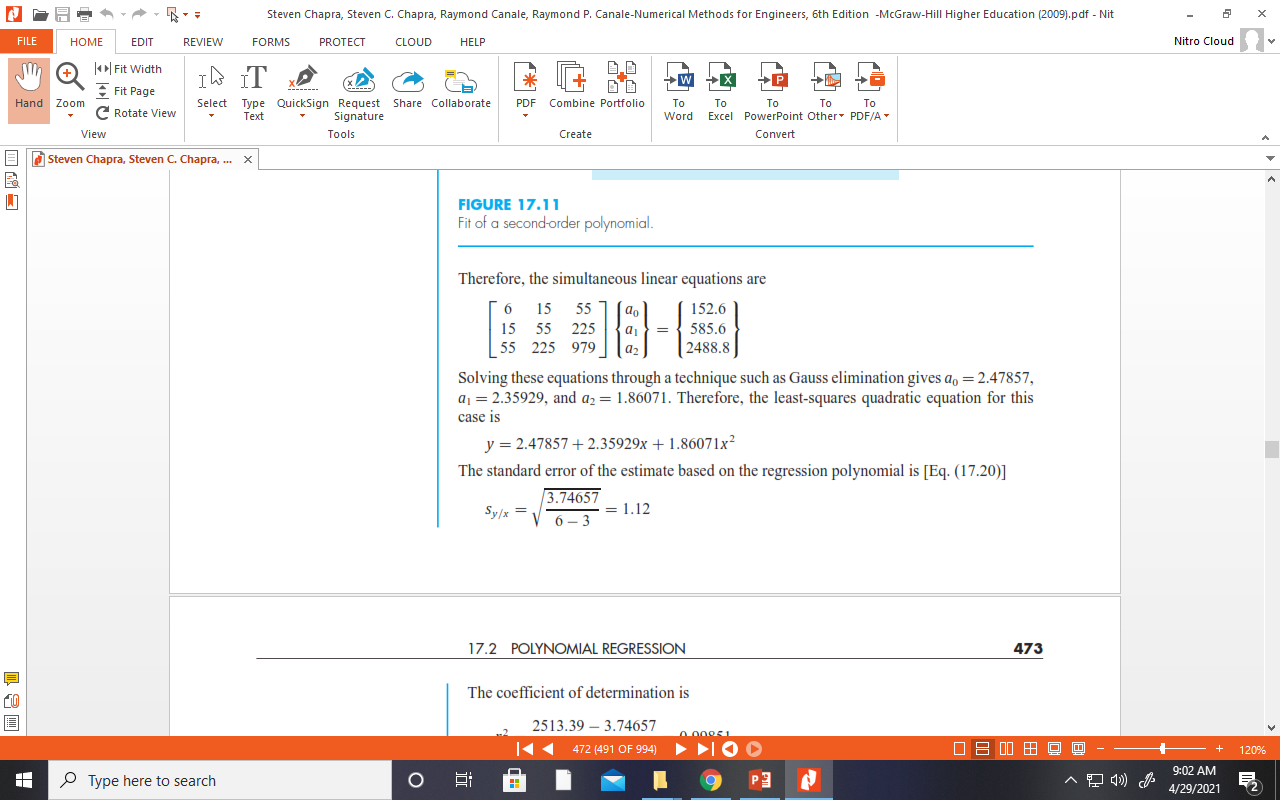 Steven Chapra, Steven C. Chapra, Raymond Canale, Raymond P. Canale-Numerical Methods for Engineers, 6th Edition -McGraw-Hill Higher Education (2009).pdf - Nit
FILE HOME EDIT REVIEW FORMS PROTECT CLOUD HELP Nitro Cloud
Hand Zoom Fit Width Fit Page Rotate View
View
Select Type Text QuickSign Request Signature Share Collaborate
Tools
PDF Combine Portfolio
Create
To Word To Excel To PowerPoint To Other To PDF/A
Convert
Steven Chapra, Steven C. Chapra, ...
FIGURE 17.11
Fit of a second-order polynomial.
Therefore, the simultaneous linear equations are
[ 6 15 55 ] { a0 } = { 152.6 }
[ 15 55 225 ] { a1 } = { 585.6 }
[ 55 225 979 ] { a2 } = { 2488.8 }
Solving these equations through a technique such as Gauss elimination gives a0 = 2.47857,
a1 = 2.35929, and a2 = 1.86071. Therefore, the least-squares quadratic equation for this
case is
y = 2.47857 + 2.35929x + 1.86071x²
The standard error of the estimate based on the regression polynomial is [Eq. (17.20)]
sy/x = √(3.74657 / (6 − 3)) = 1.12
17.2 POLYNOMIAL REGRESSION 473
The coefficient of determination is
2513.39 − 3.74657
472 (491 OF 994) 120%
Type here to search
9:02 AM
4/29/2021
2